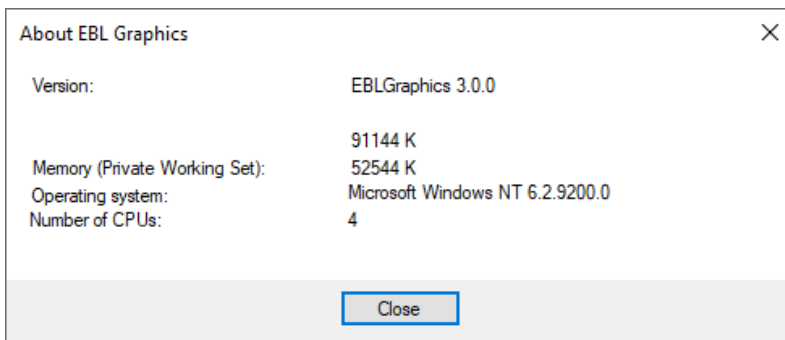 About EBL Graphics
Version: EBLGraphics 3.0.0
91144 K
Memory (Private Working Set): 52544 K
Operating system: Microsoft Windows NT 6.2.9200.0
Number of CPUs: 4
Close